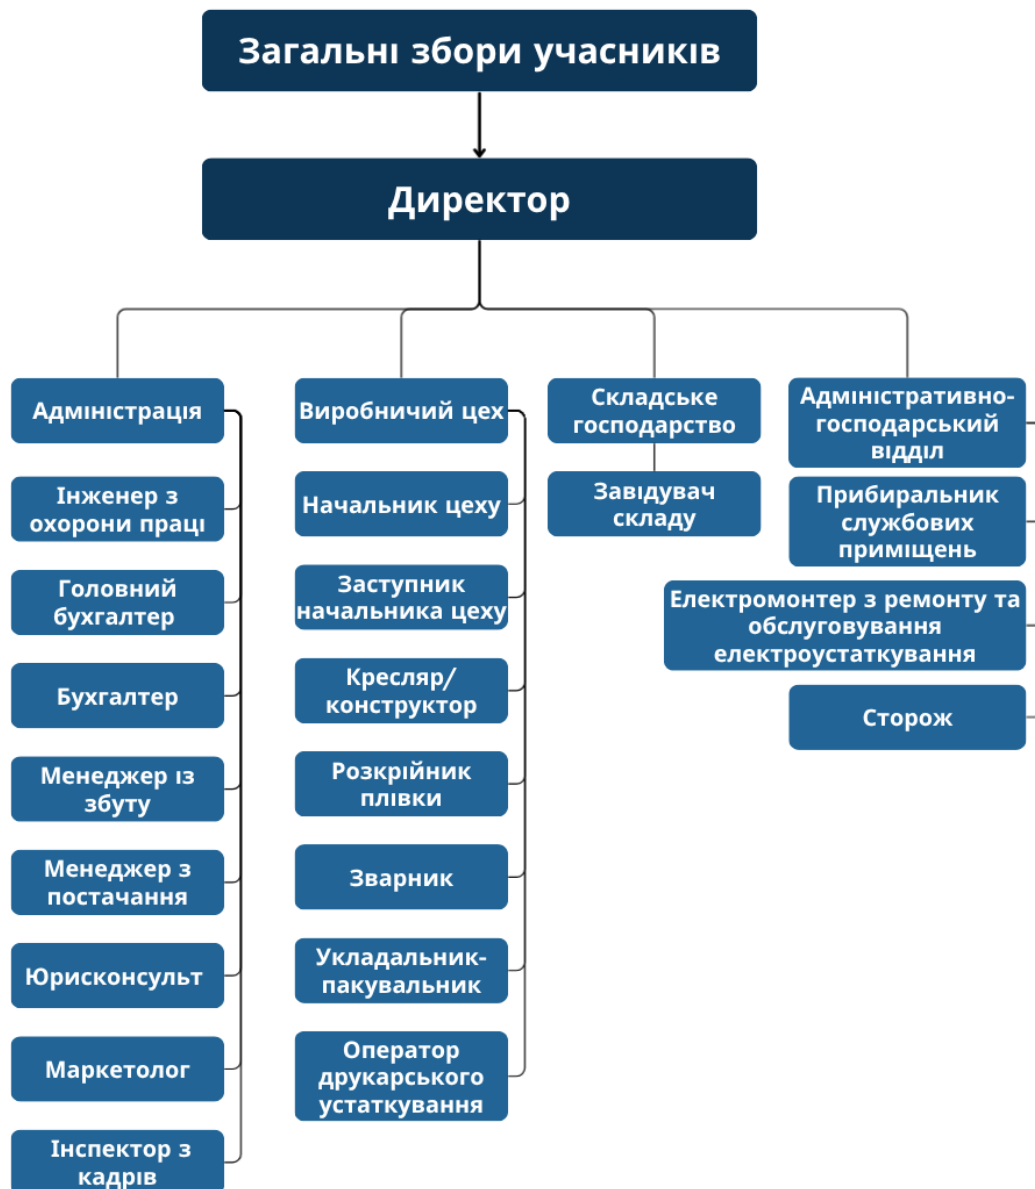 Загальні збори учасників
Директор
Адміністрація
Інженер з
охорони праці
Головний
бухгалтер
Бухгалтер
Менеджер із
збуту
Менеджер з
постачання
Юрисконсульт
Маркетолог
Інспектор з
кадрів
Виробничий цех
Начальник цеху
Заступник
начальника цеху
Кресляр/
конструктор
Розкрійник
плівки
Зварник
Укладальник-
пакувальник
Оператор
друкарського
устаткування
Складське
господарство
Завідувач
складу
Адміністративно-
господарський
відділ
Прибиральник
службових
приміщень
Електромонтер з ремонту та
обслуговування
електроустаткування
Сторож